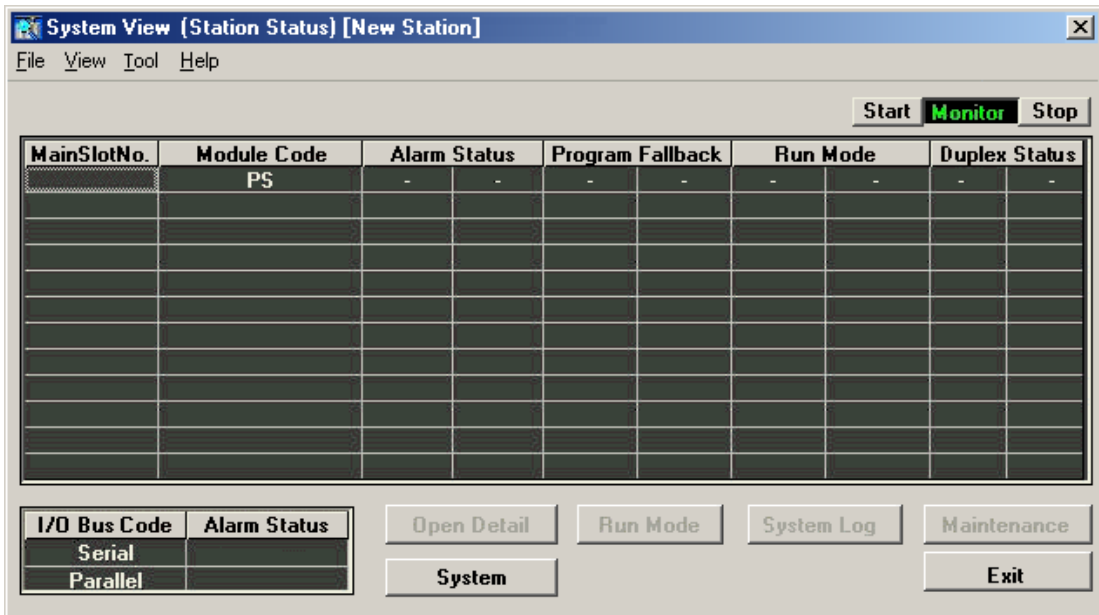 System View (Station Status) [New Station]
File View Tool Help
Start Monitor Stop
MainSlotNo. Module Code Alarm Status Program Fallback Run Mode Duplex Status
PS - - - - - - - -
I/O Bus Code Alarm Status
Serial
Parallel
Open Detail Run Mode System Log Maintenance
System Exit